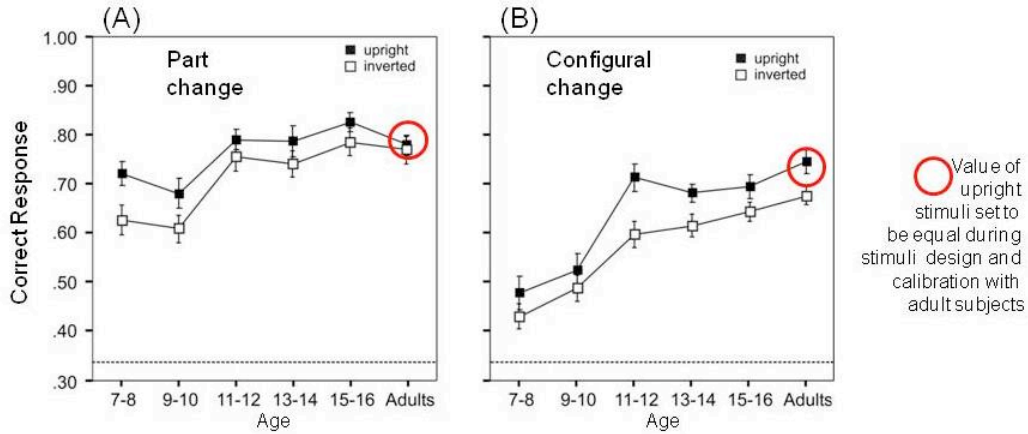 (A)
Part
change
upright
inverted
Correct Response
1.00
.90
.80
.70
.60
.50
.40
.30
7-8
9-10
11-12
13-14
15-16
Adults
Age
(B)
Configural
change
upright
inverted
7-8
9-10
11-12
13-14
15-16
Adults
Age
Value of
upright
stimuli set to
be equal during
stimuli design and
calibration with
adult subjects